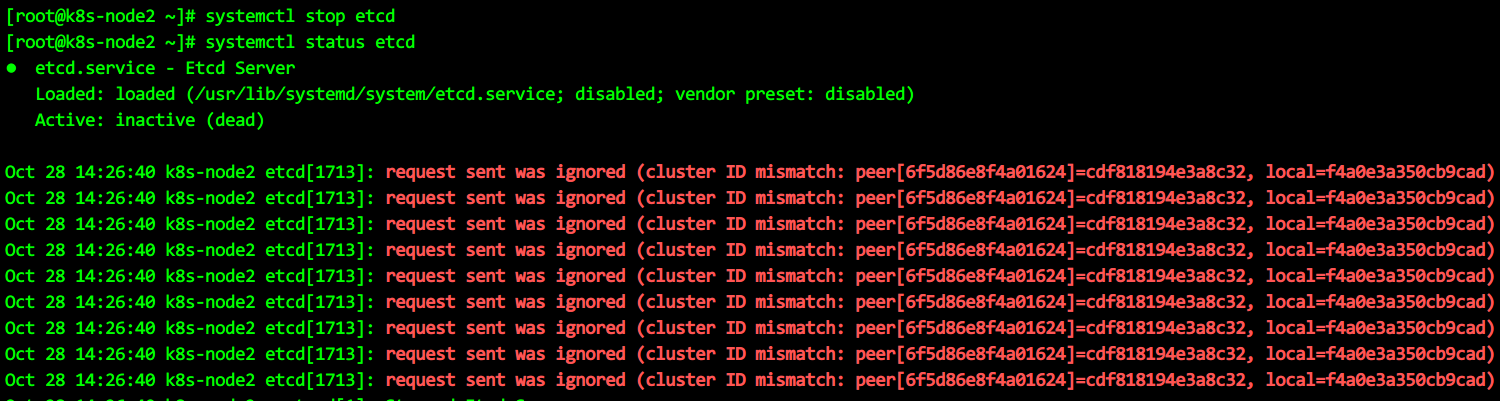 [root@k8s-node2 ~]# systemctl stop etcd
[root@k8s-node2 ~]# systemctl status etcd
● etcd.service - Etcd Server
Loaded: loaded (/usr/lib/systemd/system/etcd.service; disabled; vendor preset: disabled)
Active: inactive (dead)
Oct 28 14:26:40 k8s-node2 etcd[1713]: request sent was ignored (cluster ID mismatch: peer[6f5d86e8f4a01624]=cdf818194e3a8c32, local=f4a0e3a350cb9cad)
Oct 28 14:26:40 k8s-node2 etcd[1713]: request sent was ignored (cluster ID mismatch: peer[6f5d86e8f4a01624]=cdf818194e3a8c32, local=f4a0e3a350cb9cad)
Oct 28 14:26:40 k8s-node2 etcd[1713]: request sent was ignored (cluster ID mismatch: peer[6f5d86e8f4a01624]=cdf818194e3a8c32, local=f4a0e3a350cb9cad)
Oct 28 14:26:40 k8s-node2 etcd[1713]: request sent was ignored (cluster ID mismatch: peer[6f5d86e8f4a01624]=cdf818194e3a8c32, local=f4a0e3a350cb9cad)
Oct 28 14:26:40 k8s-node2 etcd[1713]: request sent was ignored (cluster ID mismatch: peer[6f5d86e8f4a01624]=cdf818194e3a8c32, local=f4a0e3a350cb9cad)
Oct 28 14:26:40 k8s-node2 etcd[1713]: request sent was ignored (cluster ID mismatch: peer[6f5d86e8f4a01624]=cdf818194e3a8c32, local=f4a0e3a350cb9cad)
Oct 28 14:26:40 k8s-node2 etcd[1713]: request sent was ignored (cluster ID mismatch: peer[6f5d86e8f4a01624]=cdf818194e3a8c32, local=f4a0e3a350cb9cad)
Oct 28 14:26:40 k8s-node2 etcd[1713]: request sent was ignored (cluster ID mismatch: peer[6f5d86e8f4a01624]=cdf818194e3a8c32, local=f4a0e3a350cb9cad)
Oct 28 14:26:40 k8s-node2 etcd[1713]: request sent was ignored (cluster ID mismatch: peer[6f5d86e8f4a01624]=cdf818194e3a8c32, local=f4a0e3a350cb9cad)